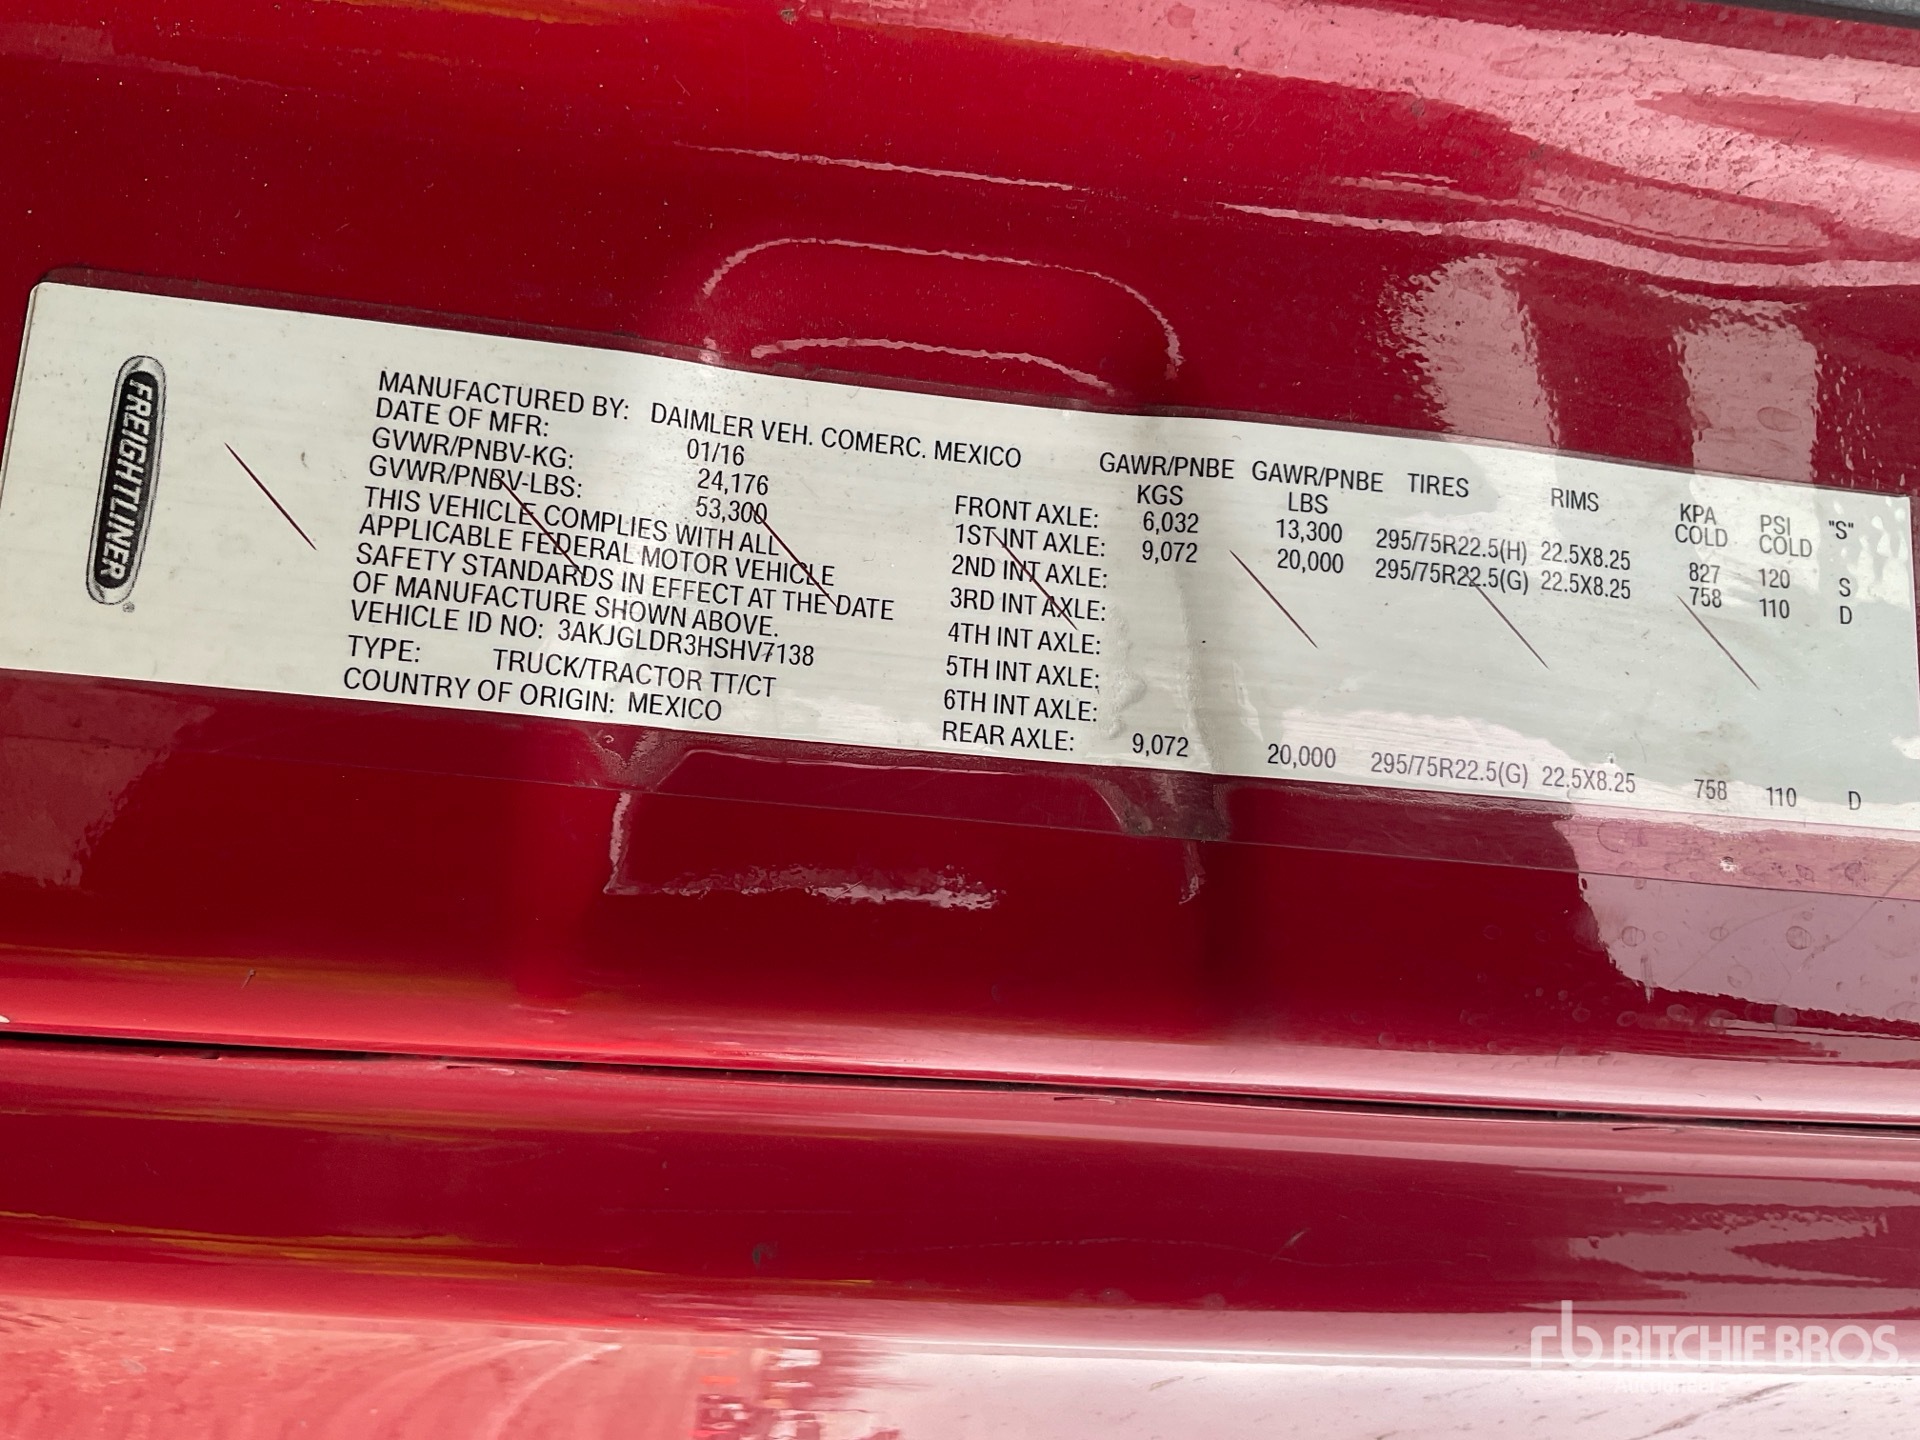 FREIGHTLINER
MANUFACTURED BY: DAIMLER VEH. COMERC. MEXICO
DATE OF MFR: 01/16
GVWR/PNBV-KG: 24,176
GVWR/PNBV-LBS: 53,300
THIS VEHICLE COMPLIES WITH ALL
APPLICABLE FEDERAL MOTOR VEHICLE
SAFETY STANDARDS IN EFFECT AT THE DATE
OF MANUFACTURE SHOWN ABOVE.
VEHICLE ID NO: 3AKJGLDR3HSHV7138
TYPE: TRUCK/TRACTOR TT/CT
COUNTRY OF ORIGIN: MEXICO
GAWR/PNBE GAWR/PNBE TIRES RIMS KPA PSI "S"
KGS LBS COLD COLD
FRONT AXLE: 6,032 13,300 295/75R22.5(H) 22.5X8.25 827 120 S
1ST INT AXLE: 9,072 20,000 295/75R22.5(G) 22.5X8.25 758 110 D
2ND INT AXLE:
3RD INT AXLE:
4TH INT AXLE:
5TH INT AXLE:
6TH INT AXLE:
REAR AXLE: 9,072 20,000 295/75R22.5(G) 22.5X8.25 758 110 D
rb RITCHIE BROS.
Auctioneers